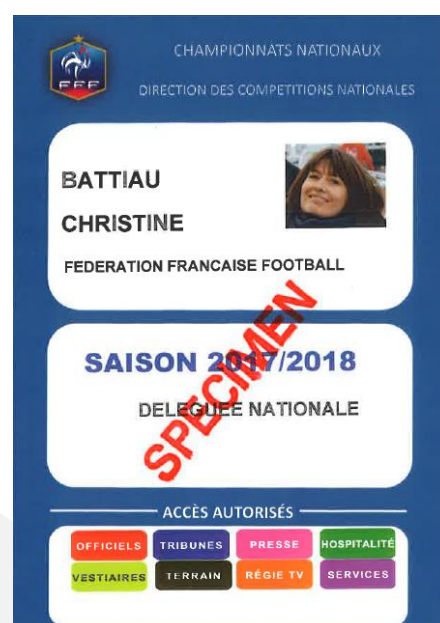 FFF
CHAMPIONNATS NATIONAUX
DIRECTION DES COMPETITIONS NATIONALES
BATTIAU
CHRISTINE
FEDERATION FRANCAISE FOOTBALL
SAISON 2017/2018
SPECIMEN
DELEGUEE NATIONALE
ACCÈS AUTORISÉS
OFFICIELS TRIBUNES PRESSE HOSPITALITÉ
VESTIAIRES TERRAIN RÉGIE TV SERVICES